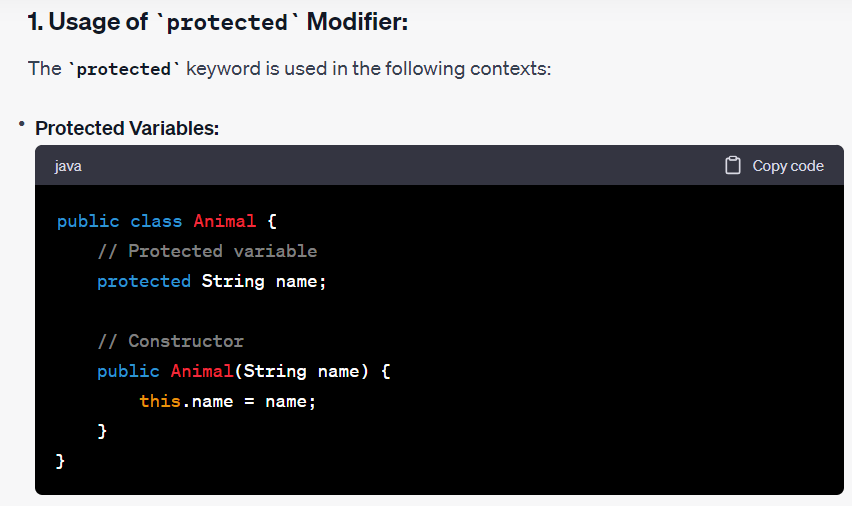 1. Usage of `protected` Modifier:
The `protected` keyword is used in the following contexts:
• Protected Variables:
java
Copy code
public class Animal {
    // Protected variable
    protected String name;

    // Constructor
    public Animal(String name) {
        this.name = name;
    }
}